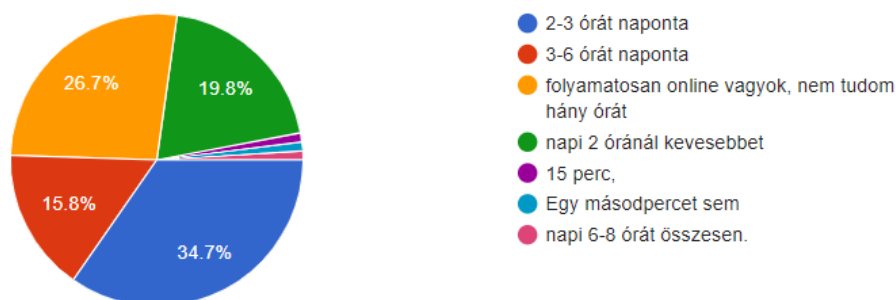 26.7%
19.8%
15.8%
34.7%
2-3 órát naponta
3-6 órát naponta
folyamatosan online vagyok, nem tudom
hány órát
napi 2 óránál kevesebbet
15 perc,
Egy másodpercet sem
napi 6-8 órát összesen.